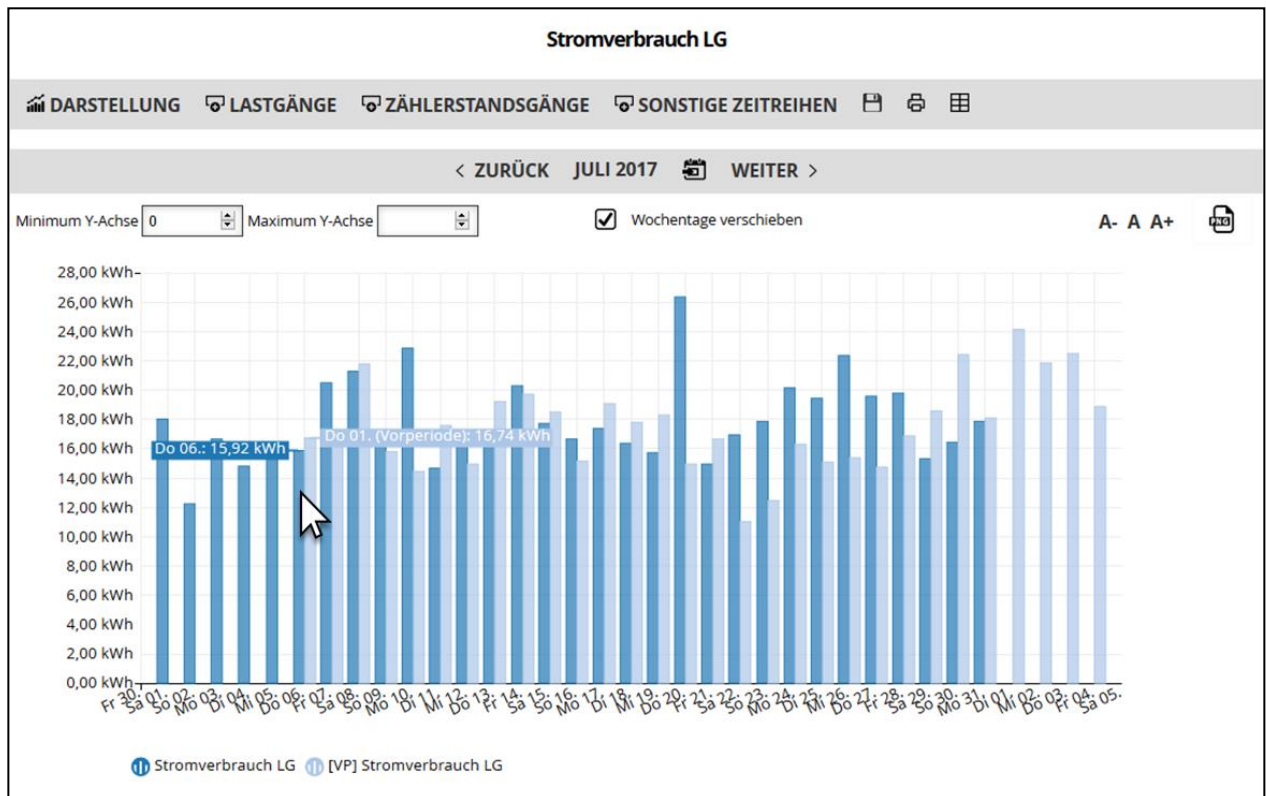 Stromverbrauch LG
DARSTELLUNG LASTGÄNGE ZÄHLERSTANDSGÄNGE SONSTIGE ZEITREIHEN
< ZURÜCK JULI 2017 WEITER >
Minimum Y-Achse 0 Maximum Y-Achse Wochentage verschieben A- A A+ PNG
28,00 kWh
26,00 kWh
24,00 kWh
22,00 kWh
20,00 kWh
18,00 kWh
16,00 kWh
14,00 kWh
12,00 kWh
10,00 kWh
8,00 kWh
6,00 kWh
4,00 kWh
2,00 kWh
0,00 kWh
Do 06.: 15,92 kWh
Do 01. (Vorperiode): 16,74 kWh
Fr 30. Sa 01. So 02. Mo 03. Di 04. Mi 05. Do 06. Fr 07. Sa 08. So 09. Mo 10. Di 11. Mi 12. Do 13. Fr 14. Sa 15. So 16. Mo 17. Di 18. Mi 19. Do 20. Fr 21. Sa 22. So 23. Mo 24. Di 25. Mi 26. Do 27. Fr 28. Sa 29. So 30. Mo 31. Di 01. Mi 02. Do 03. Fr 04. Sa 05.
Stromverbrauch LG [VP] Stromverbrauch LG